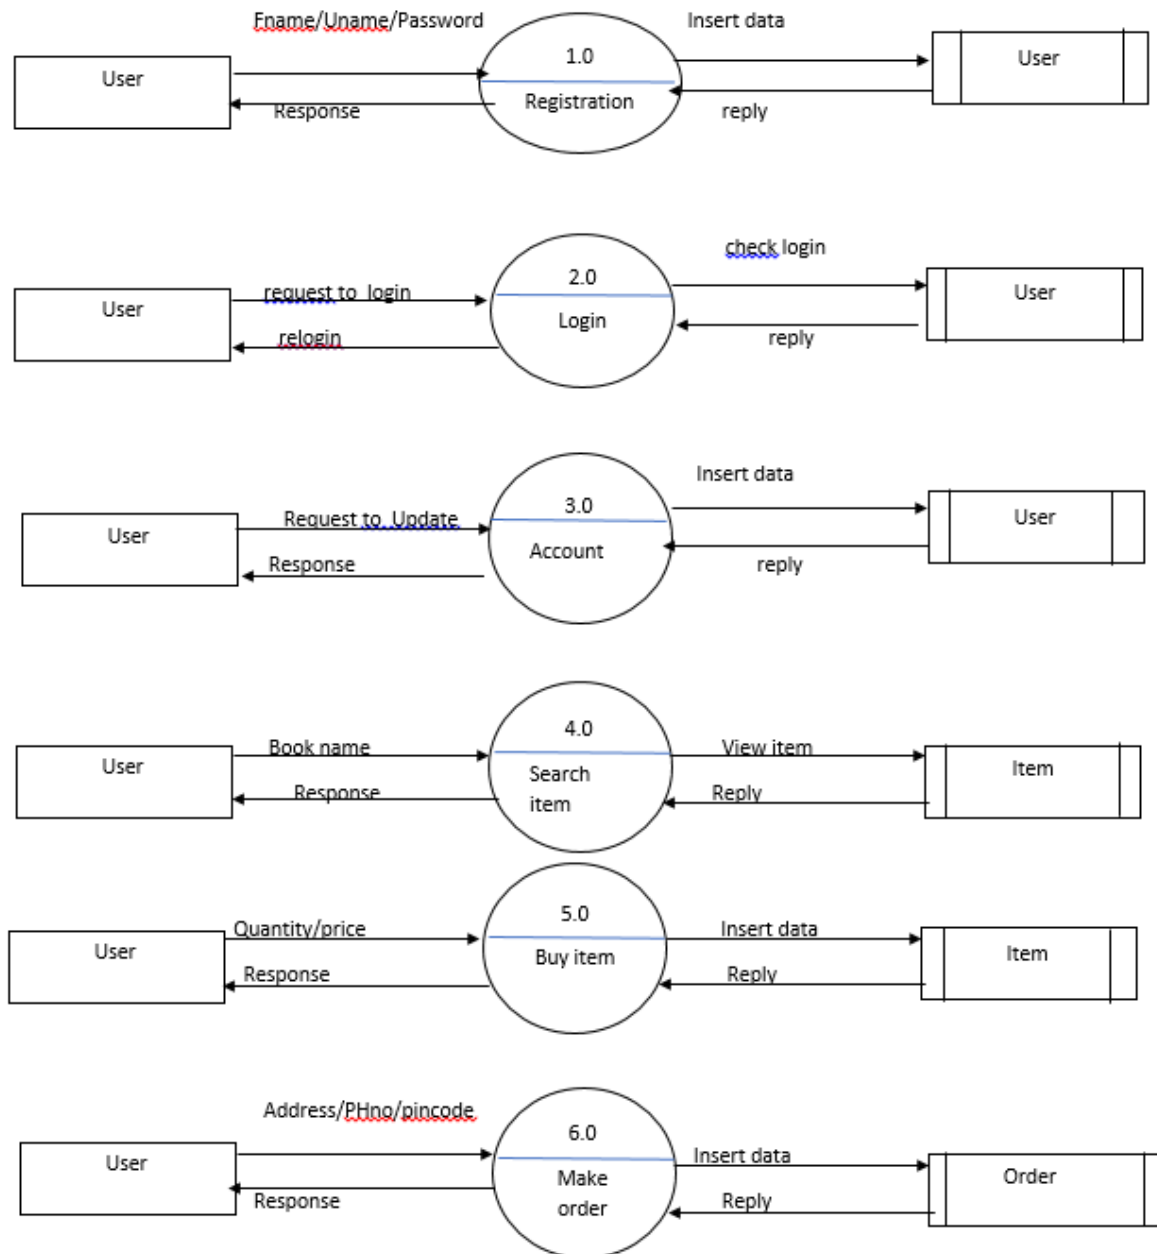 Fname/Uname/Password
Insert data
User
1.0
User
Response
Registration
reply
check login
User
request to  login
2.0
User
relogin
Login
reply
Insert data
User
Request to  Update
3.0
User
Response
Account
reply
User
Book name
4.0
View item
Item
Response
Search
item
Reply
User
Quantity/price
5.0
Insert data
Item
Response
Buy item
Reply
Address/PHno/pincode
User
6.0
Insert data
Order
Response
Make
order
Reply